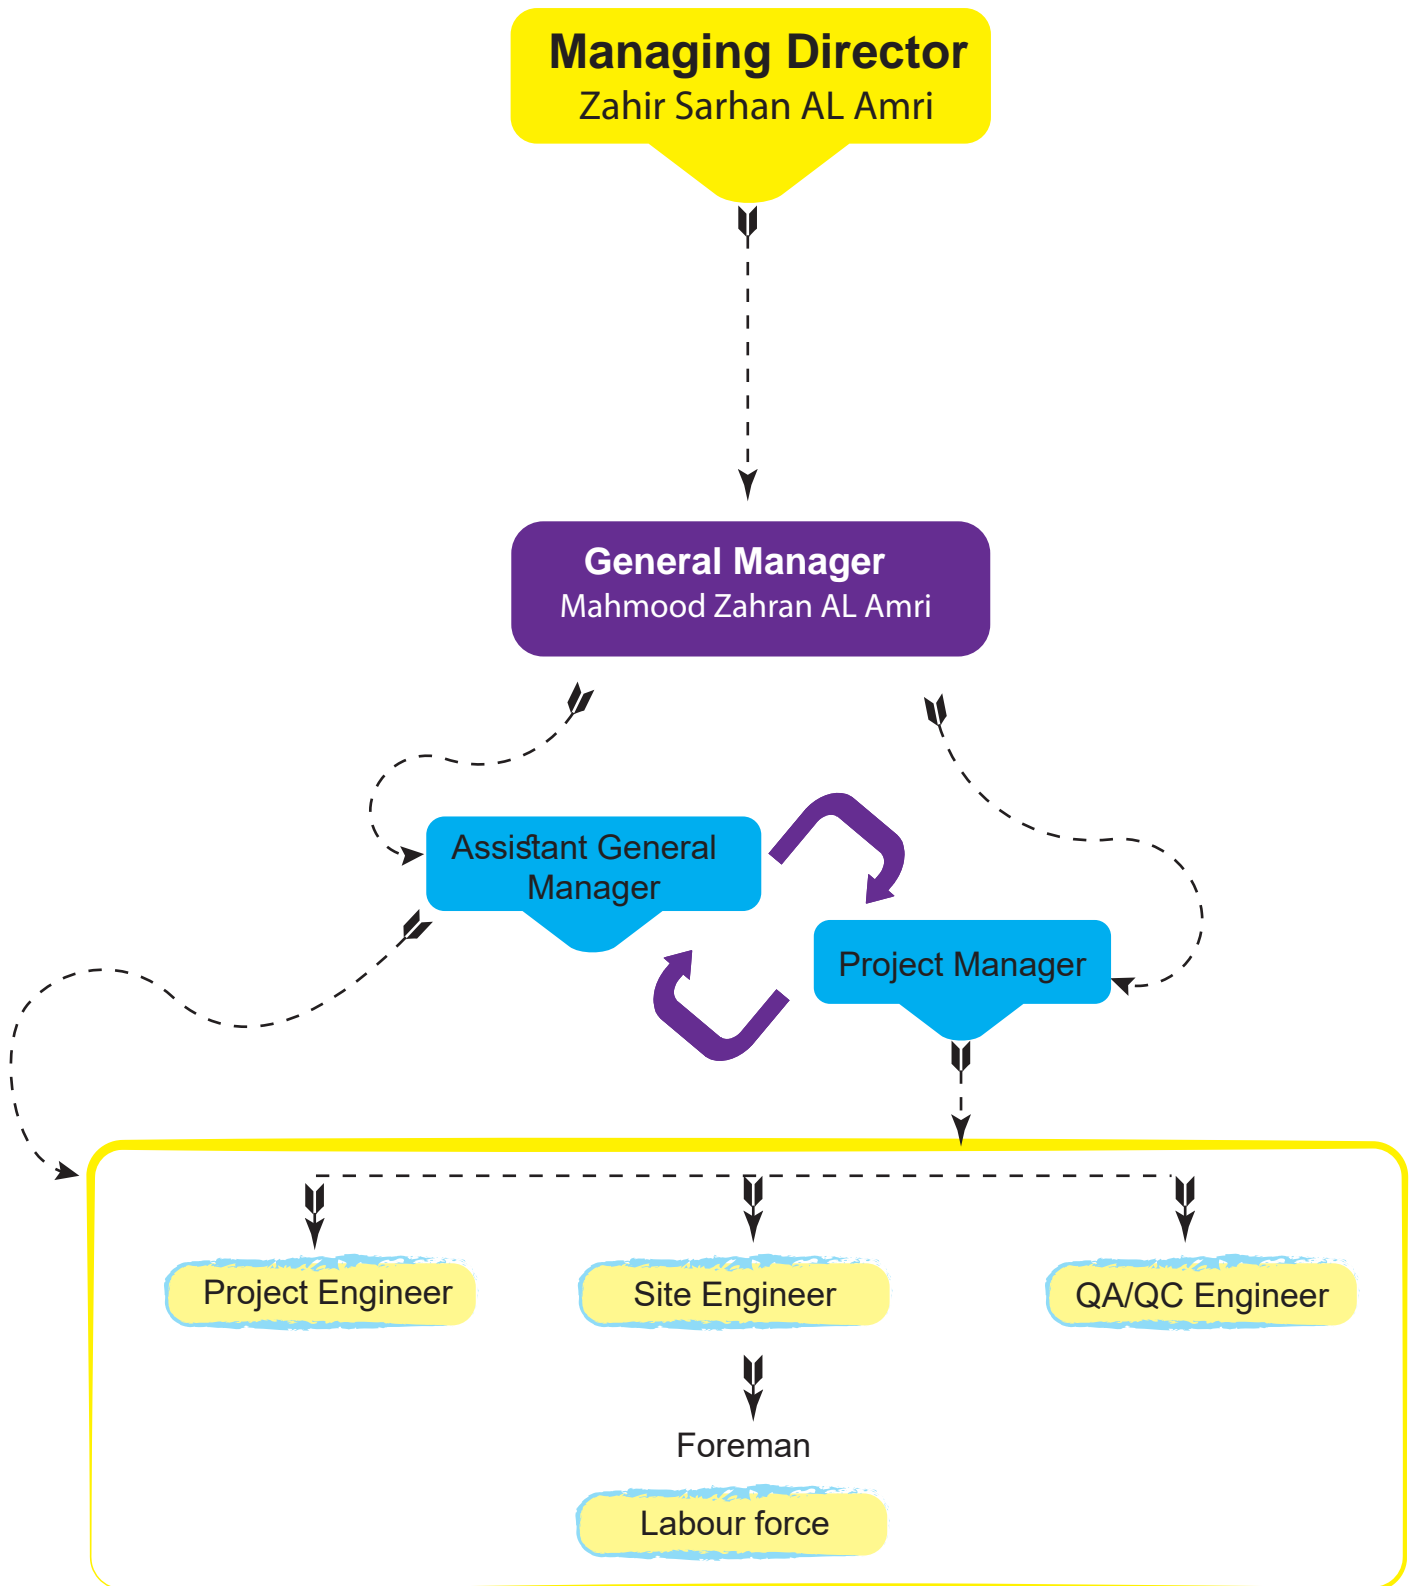 Managing Director
Zahir Sarhan AL Amri
General Manager
Mahmood Zahran AL Amri
Assistant General
Manager
Project Manager
Project Engineer
Site Engineer
QA/QC Engineer
Foreman
Labour force